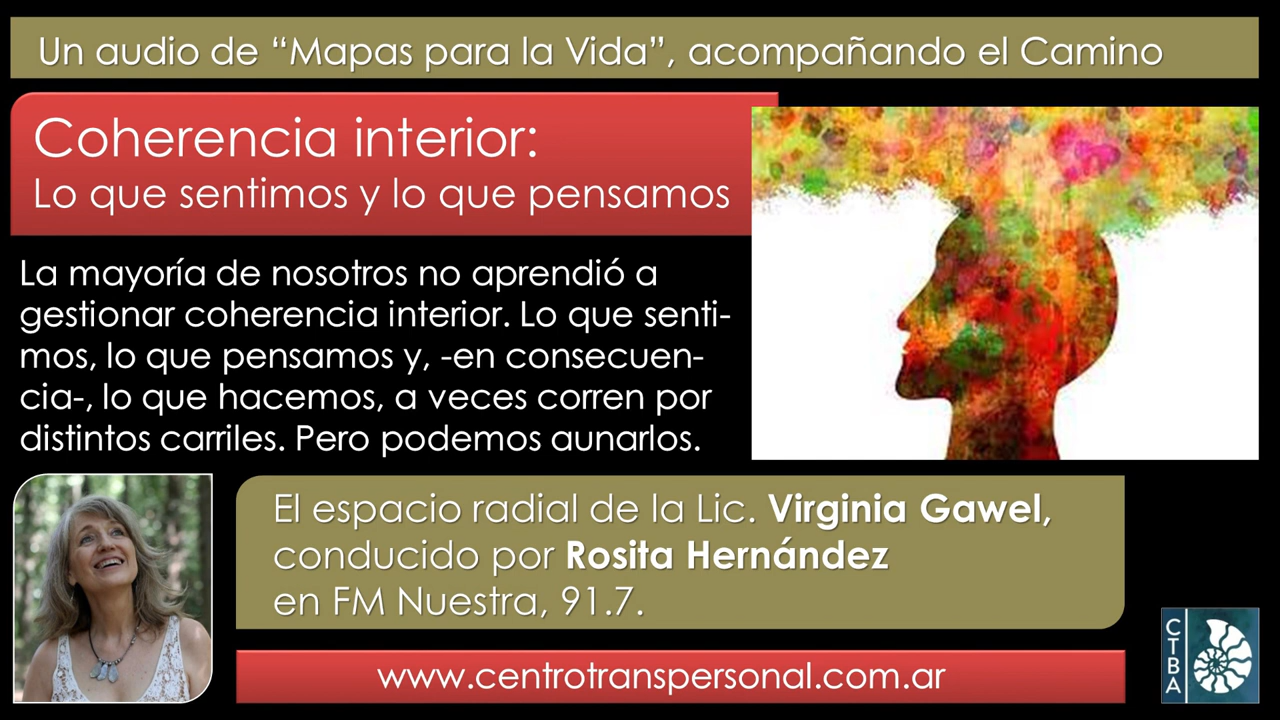 Un audio de “Mapas para la Vida”, acompañando el Camino
Coherencia interior:
Lo que sentimos y lo que pensamos
La mayoría de nosotros no aprendió a
gestionar coherencia interior. Lo que senti-
mos, lo que pensamos y, -en consecuen-
cia-, lo que hacemos, a veces corren por
distintos carriles. Pero podemos aunarlos.
El espacio radial de la Lic. Virginia Gawel,
conducido por Rosita Hernández
en FM Nuestra, 91.7.
www.centrotranspersonal.com.ar
CTBA